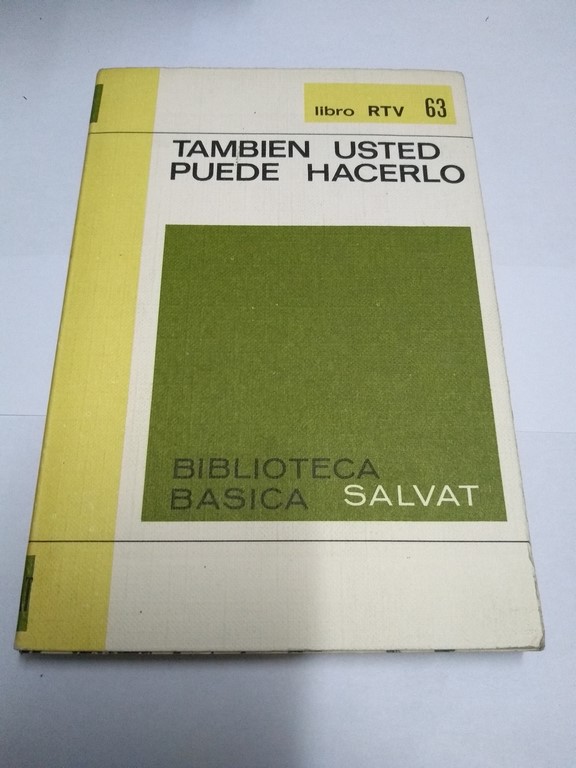 libro RTV 63
TAMBIEN USTED
PUEDE HACERLO
BIBLIOTECA
BASICA SALVAT